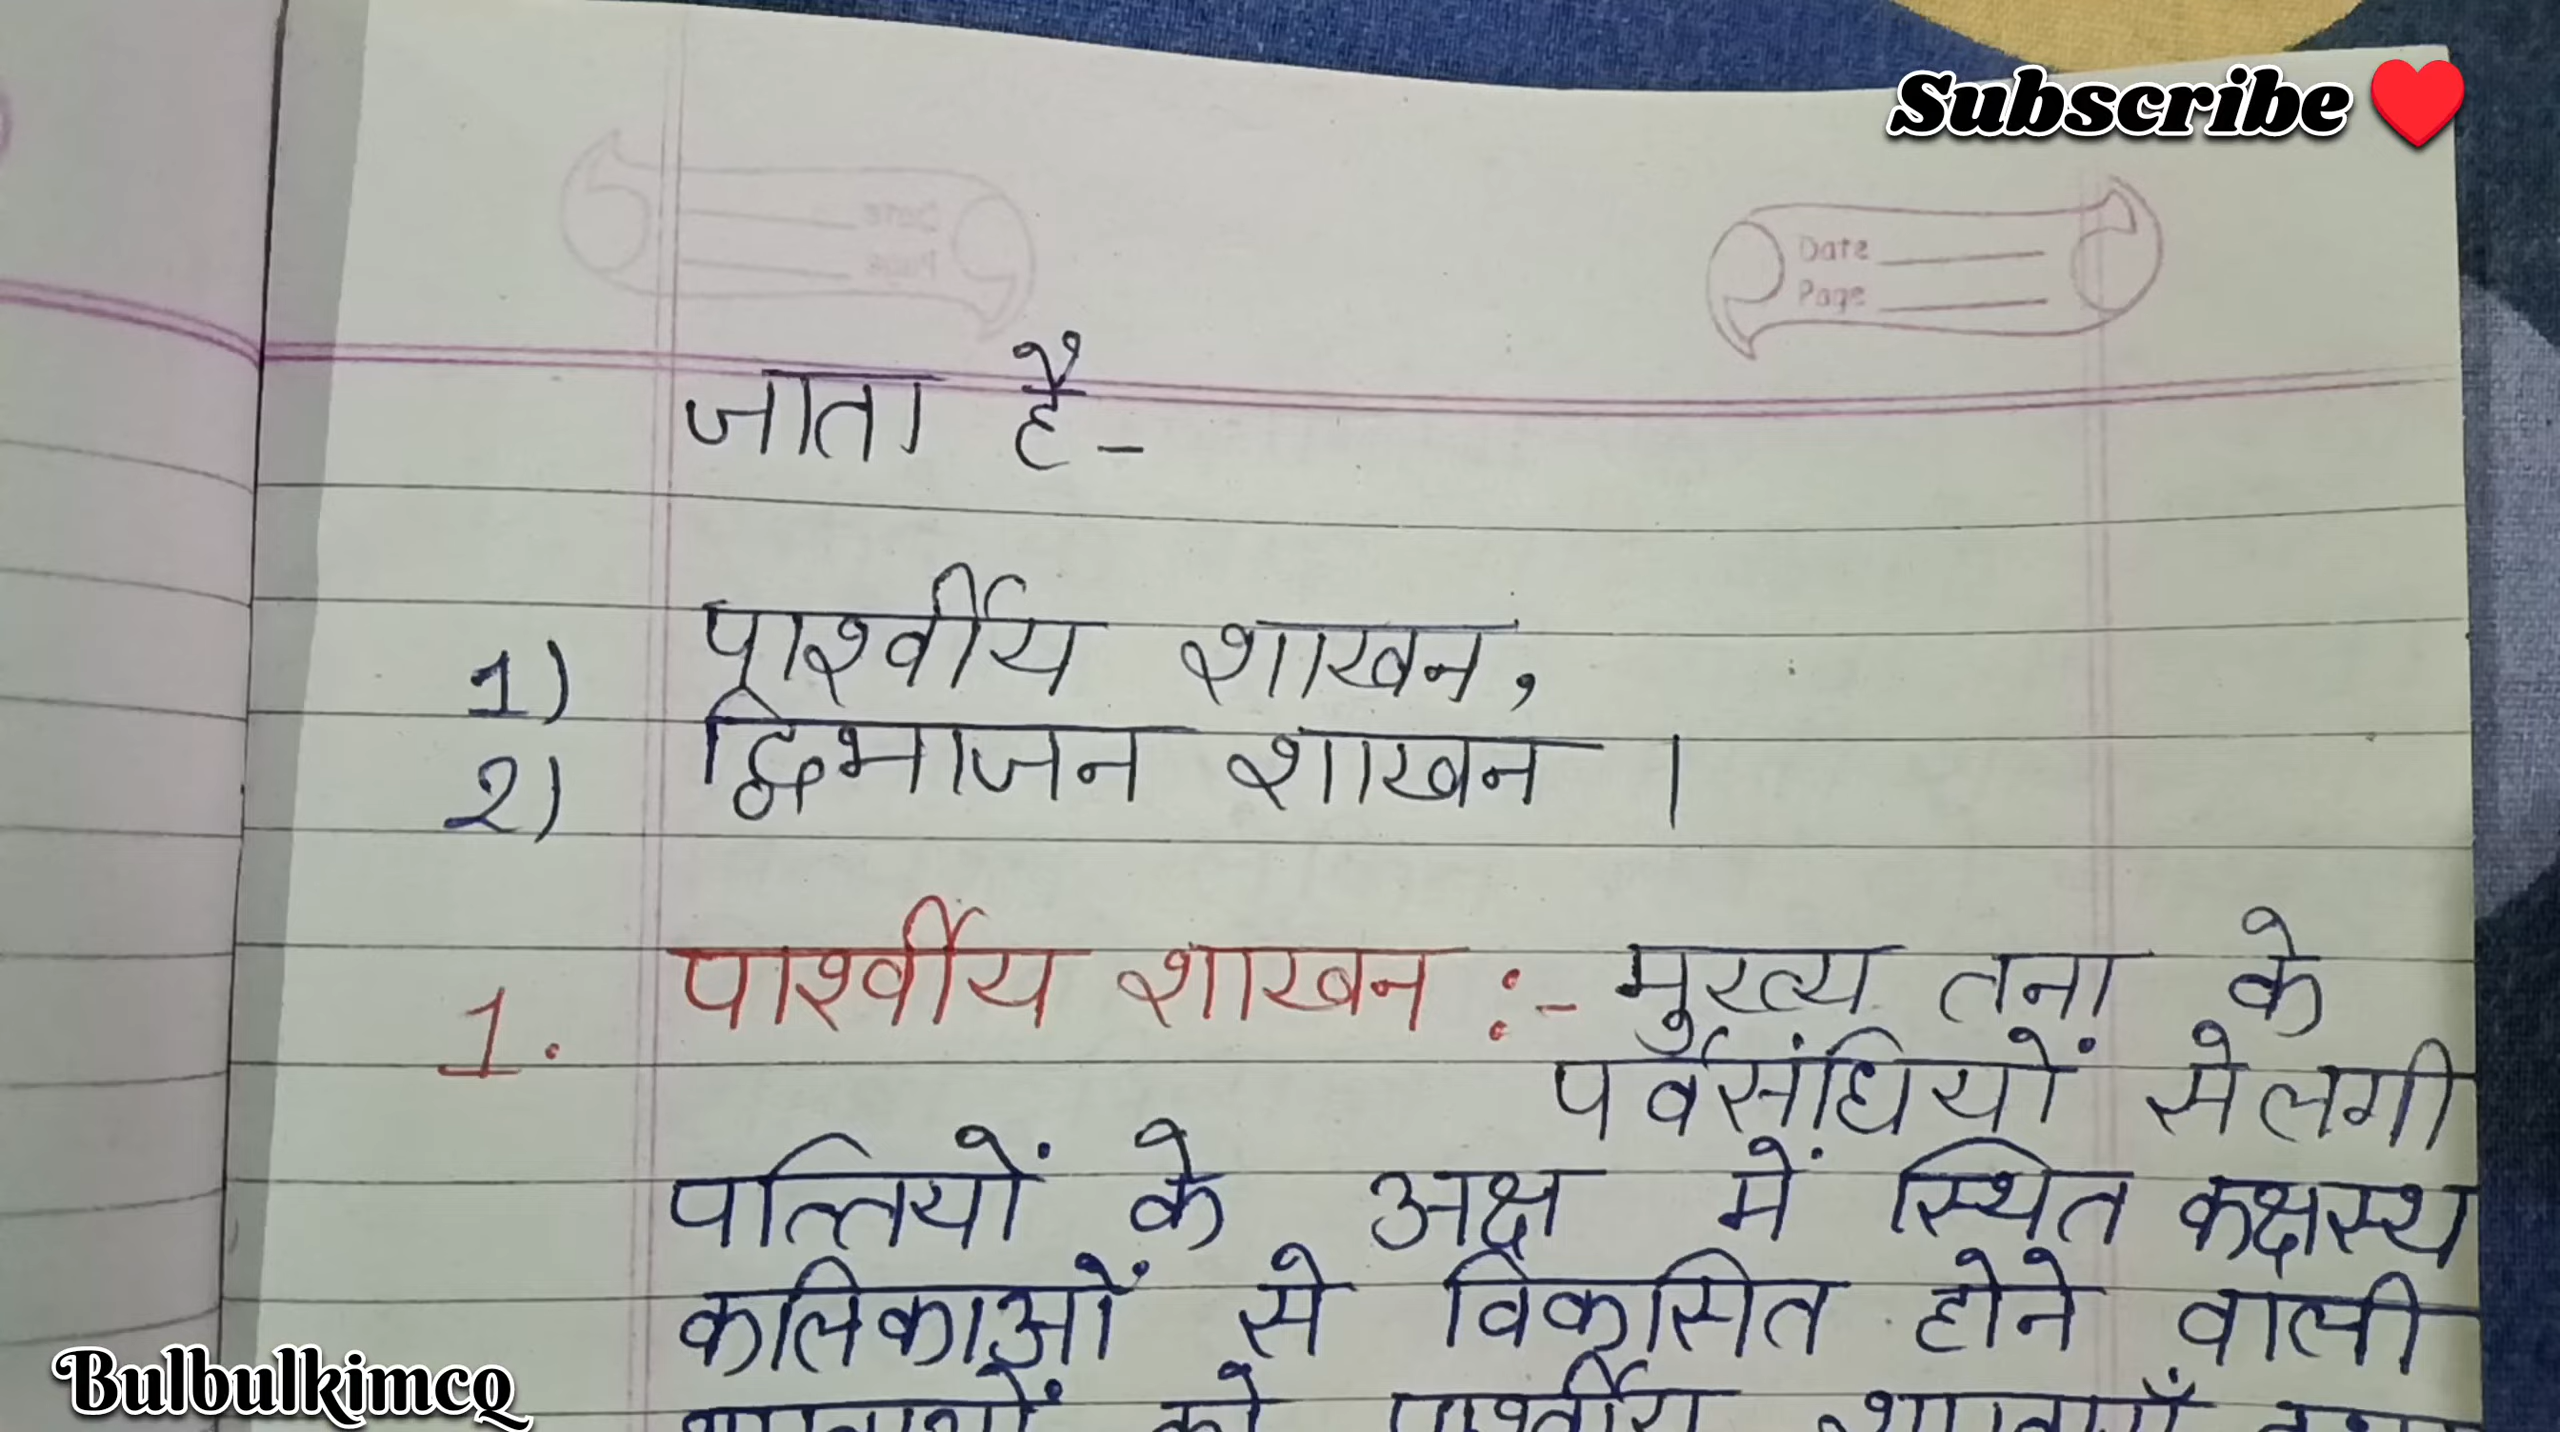 Subscribe
Date
Page
जाता है-
1) पार्श्वीय शाखन,
2) द्विभाजन शाखन ।
1. पार्श्वीय शाखन :- मुख्य तना के
पर्वसंधियों से लगी
पत्तियों के अक्ष में स्थित कक्षस्थ
कलिकाओं से विकसित होने वाली
Bulbulkimcq